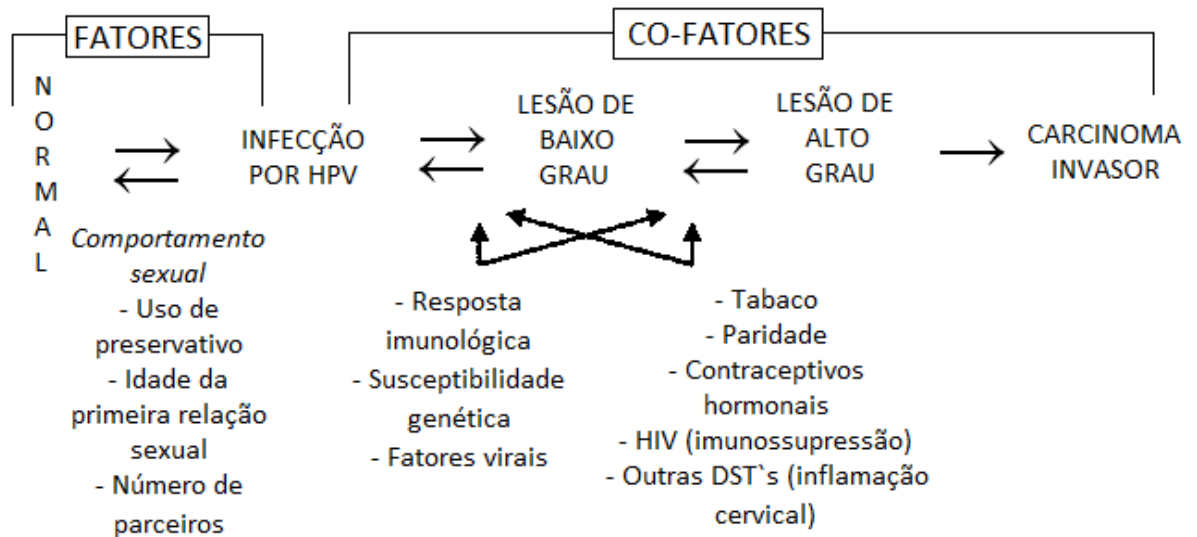 FATORES
CO-FATORES
N
O
R
M
A
L
INFECÇÃO
POR HPV
LESÃO DE
BAIXO
GRAU
LESÃO DE
ALTO
GRAU
CARCINOMA
INVASOR
Comportamento
sexual
- Uso de
preservativo
- Idade da
primeira relação
sexual
- Número de
parceiros
- Resposta
imunológica
- Susceptibilidade
genética
- Fatores virais
- Tabaco
- Paridade
- Contraceptivos
hormonais
- HIV (imunossupressão)
- Outras DST`s (inflamação
cervical)